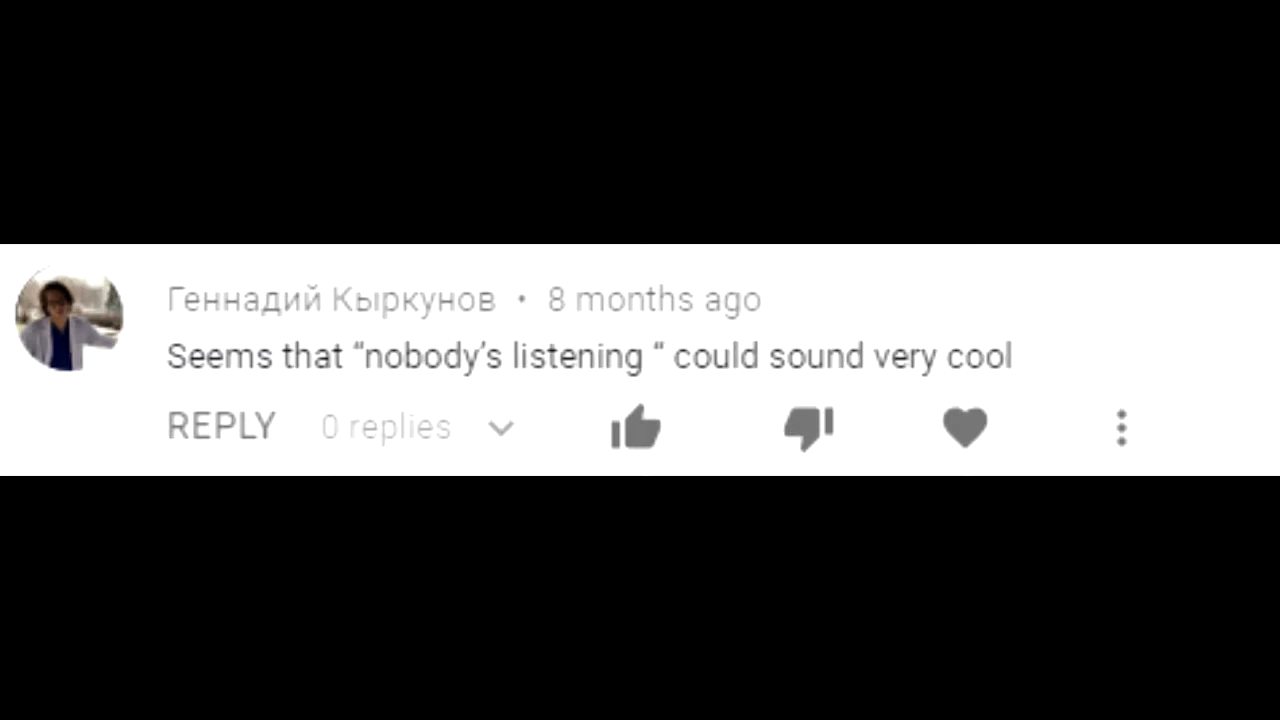 Геннадий Кыркунов • 8 months ago
Seems that “nobody’s listening “ could sound very cool
REPLY 0 replies